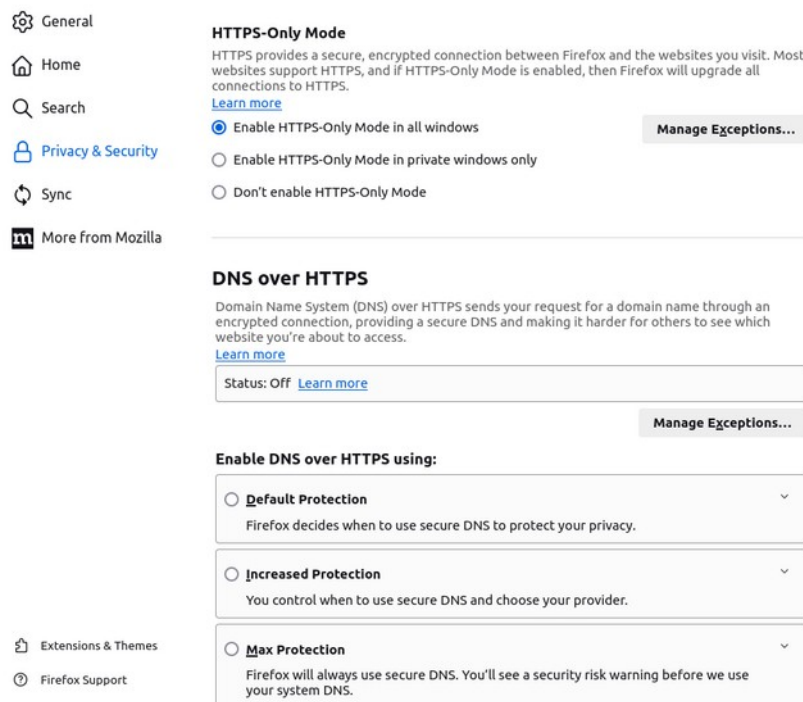 General
Home
Search
Privacy & Security
Sync
m
More from Mozilla
Extensions & Themes
Firefox Support
HTTPS-Only Mode
HTTPS provides a secure, encrypted connection between Firefox and the websites you visit. Most
websites support HTTPS, and if HTTPS-Only Mode is enabled, then Firefox will upgrade all
connections to HTTPS.
Learn more
Enable HTTPS-Only Mode in all windows
Manage Exceptions...
Enable HTTPS-Only Mode in private windows only
Don't enable HTTPS-Only Mode
DNS over HTTPS
Domain Name System (DNS) over HTTPS sends your request for a domain name through an
encrypted connection, providing a secure DNS and making it harder for others to see which
website you're about to access.
Learn more
Status: Off Learn more
Manage Exceptions...
Enable DNS over HTTPS using:
Default Protection
Firefox decides when to use secure DNS to protect your privacy.
Increased Protection
You control when to use secure DNS and choose your provider.
Max Protection
Firefox will always use secure DNS. You'll see a security risk warning before we use
your system DNS.